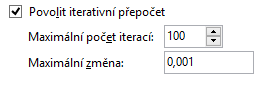 Povolit iterativní přepočet
Maximální počet iterací: 100
Maximální změna: 0,001